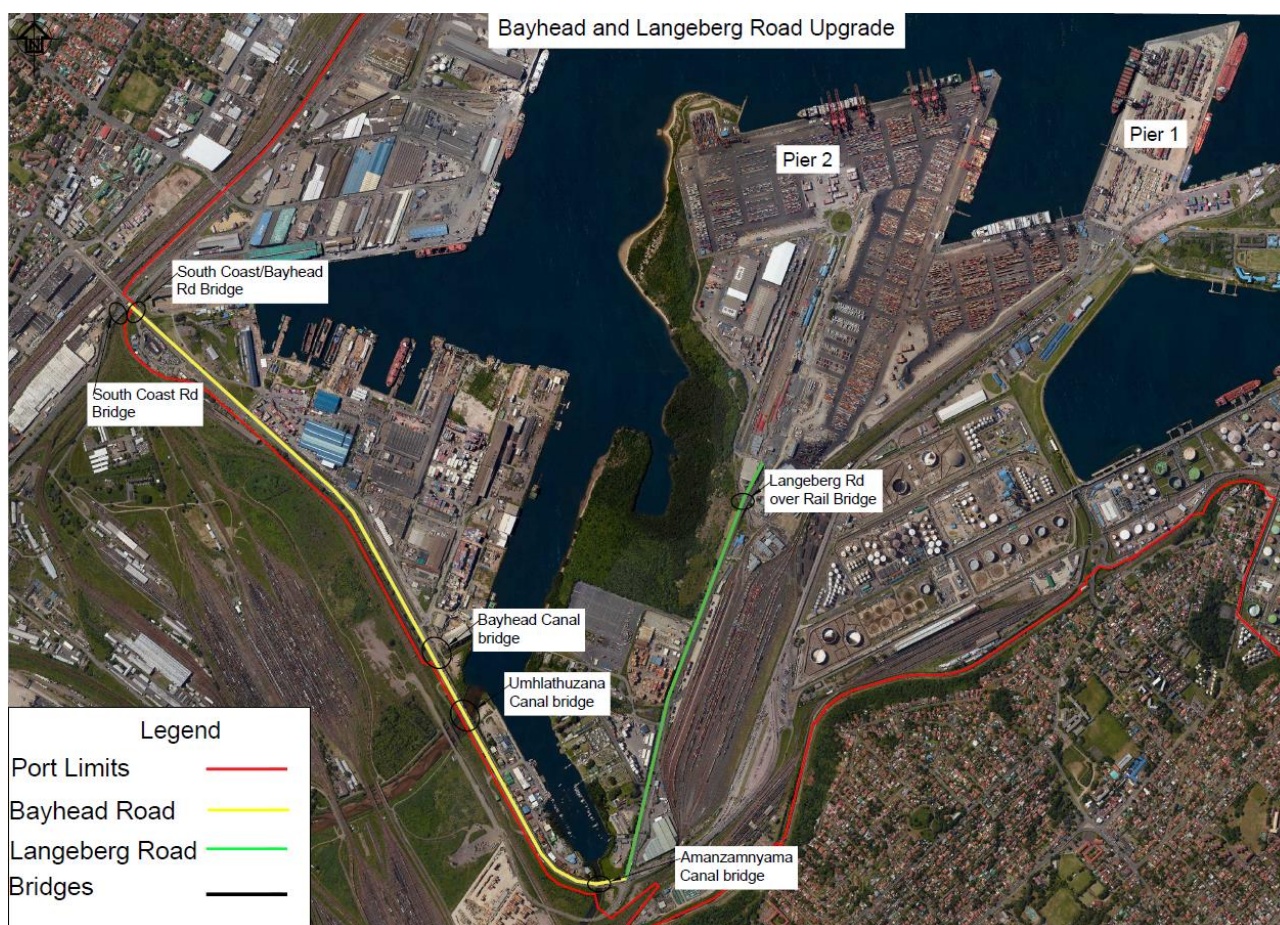 Bayhead and Langeberg Road Upgrade
N
Pier 1
Pier 2
South Coast/Bayhead
Rd Bridge
South Coast Rd
Bridge
Langeberg Rd
over Rail Bridge
Bayhead Canal
bridge
Umhlathuzana
Canal bridge
Amanzamnyama
Canal bridge
Legend
Port Limits
Bayhead Road
Langeberg Road
Bridges